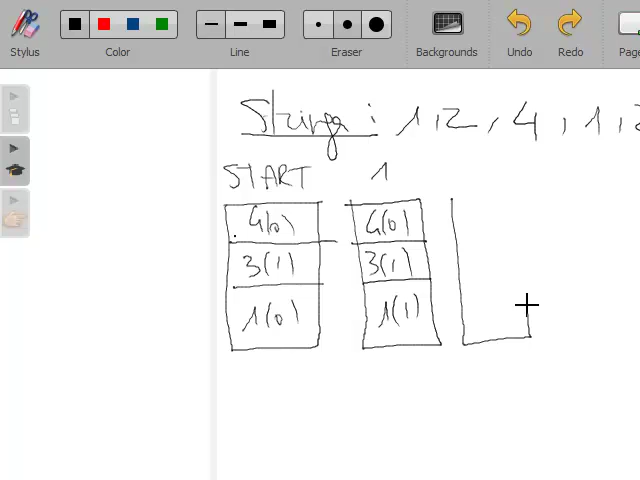 Stylus Color Line Eraser Backgrounds Undo Redo
Stringa: 1, 2, 4, 1,
START 1
4(0) 4(0)
3(1) 3(1)
1(0) 1(1)